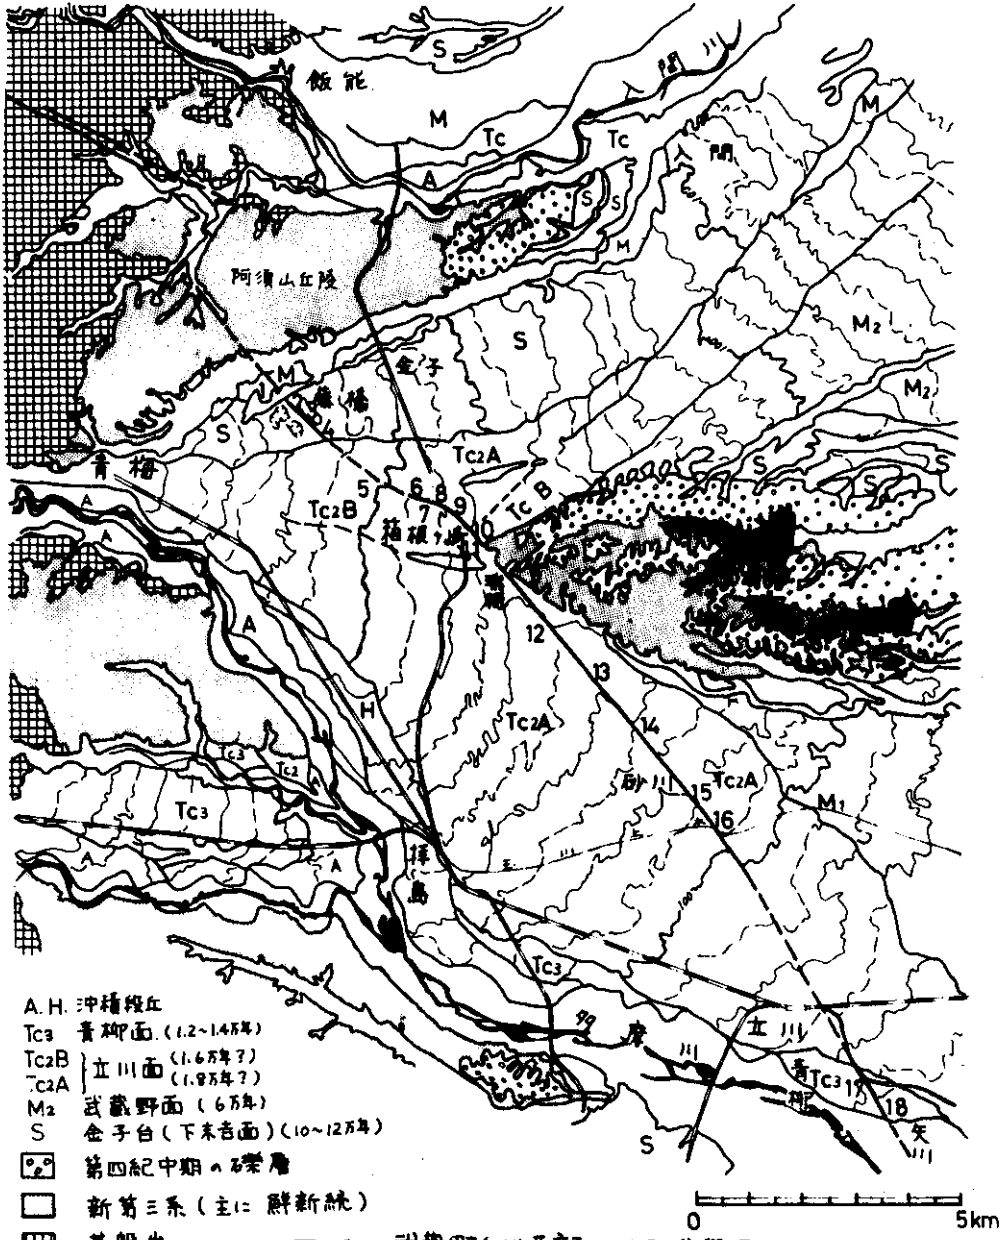 S
飯能
入間川
M
Tc
Tc
M
A
入間
S
S
M
阿須山丘陵
S
M2
M
金子
M2
S
S
S
青梅
Tc2A
Tc B
5
6
8
7
9
Tc2B
箱根ヶ崎
A
A
12
A
13
H
Tc2A
14
砂川
15
Tc2A
16
M1
Tc3
Tc2
A
Tc3
A
A
拝島
100
Tc3
多摩川
立川
青柳
Tc3
18
矢川
S
A.H. 沖積段丘
Tc3 青柳面.(1.2~1.4万年)
Tc2B 立川面 (1.6万年?)
Tc2A (1.8万年?)
M2 武蔵野面 (6万年)
S 金子台(下末吉面)(10~12万年)
第四紀中期の礫層
新第三系(主に鮮新統)
0 5km